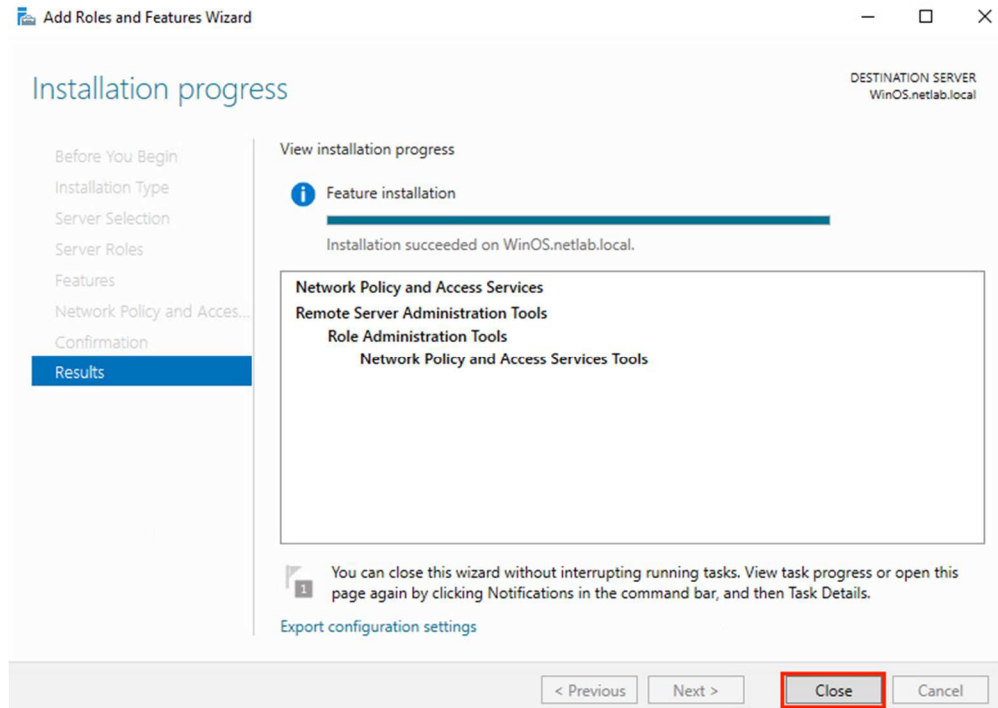 Add Roles and Features Wizard
Installation progress
DESTINATION SERVER
WinOS.netlab.local
Before You Begin
Installation Type
Server Selection
Server Roles
Features
Network Policy and Acces...
Confirmation
Results
View installation progress
Feature installation
Installation succeeded on WinOS.netlab.local.
Network Policy and Access Services
Remote Server Administration Tools
Role Administration Tools
Network Policy and Access Services Tools
1
You can close this wizard without interrupting running tasks. View task progress or open this
page again by clicking Notifications in the command bar, and then Task Details.
Export configuration settings
< Previous
Next >
Close
Cancel